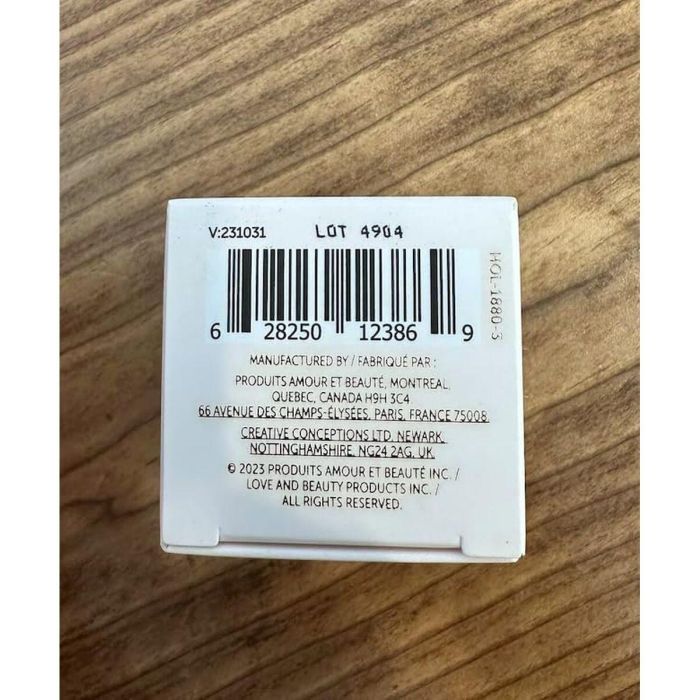 V:231031 LOT 4904
HOL-1880-3
6 28250 12386 9
MANUFACTURED BY / FABRIQUÉ PAR :
PRODUITS AMOUR ET BEAUTÉ, MONTREAL,
QUEBEC, CANADA H9H 3C4
66 AVENUE DES CHAMPS-ÉLYSÉES, PARIS, FRANCE 75008
CREATIVE CONCEPTIONS LTD, NEWARK,
NOTTINGHAMSHIRE, NG24 2AG, UK.
© 2023 PRODUITS AMOUR ET BEAUTÉ INC. /
LOVE AND BEAUTY PRODUCTS INC. /
ALL RIGHTS RESERVED.